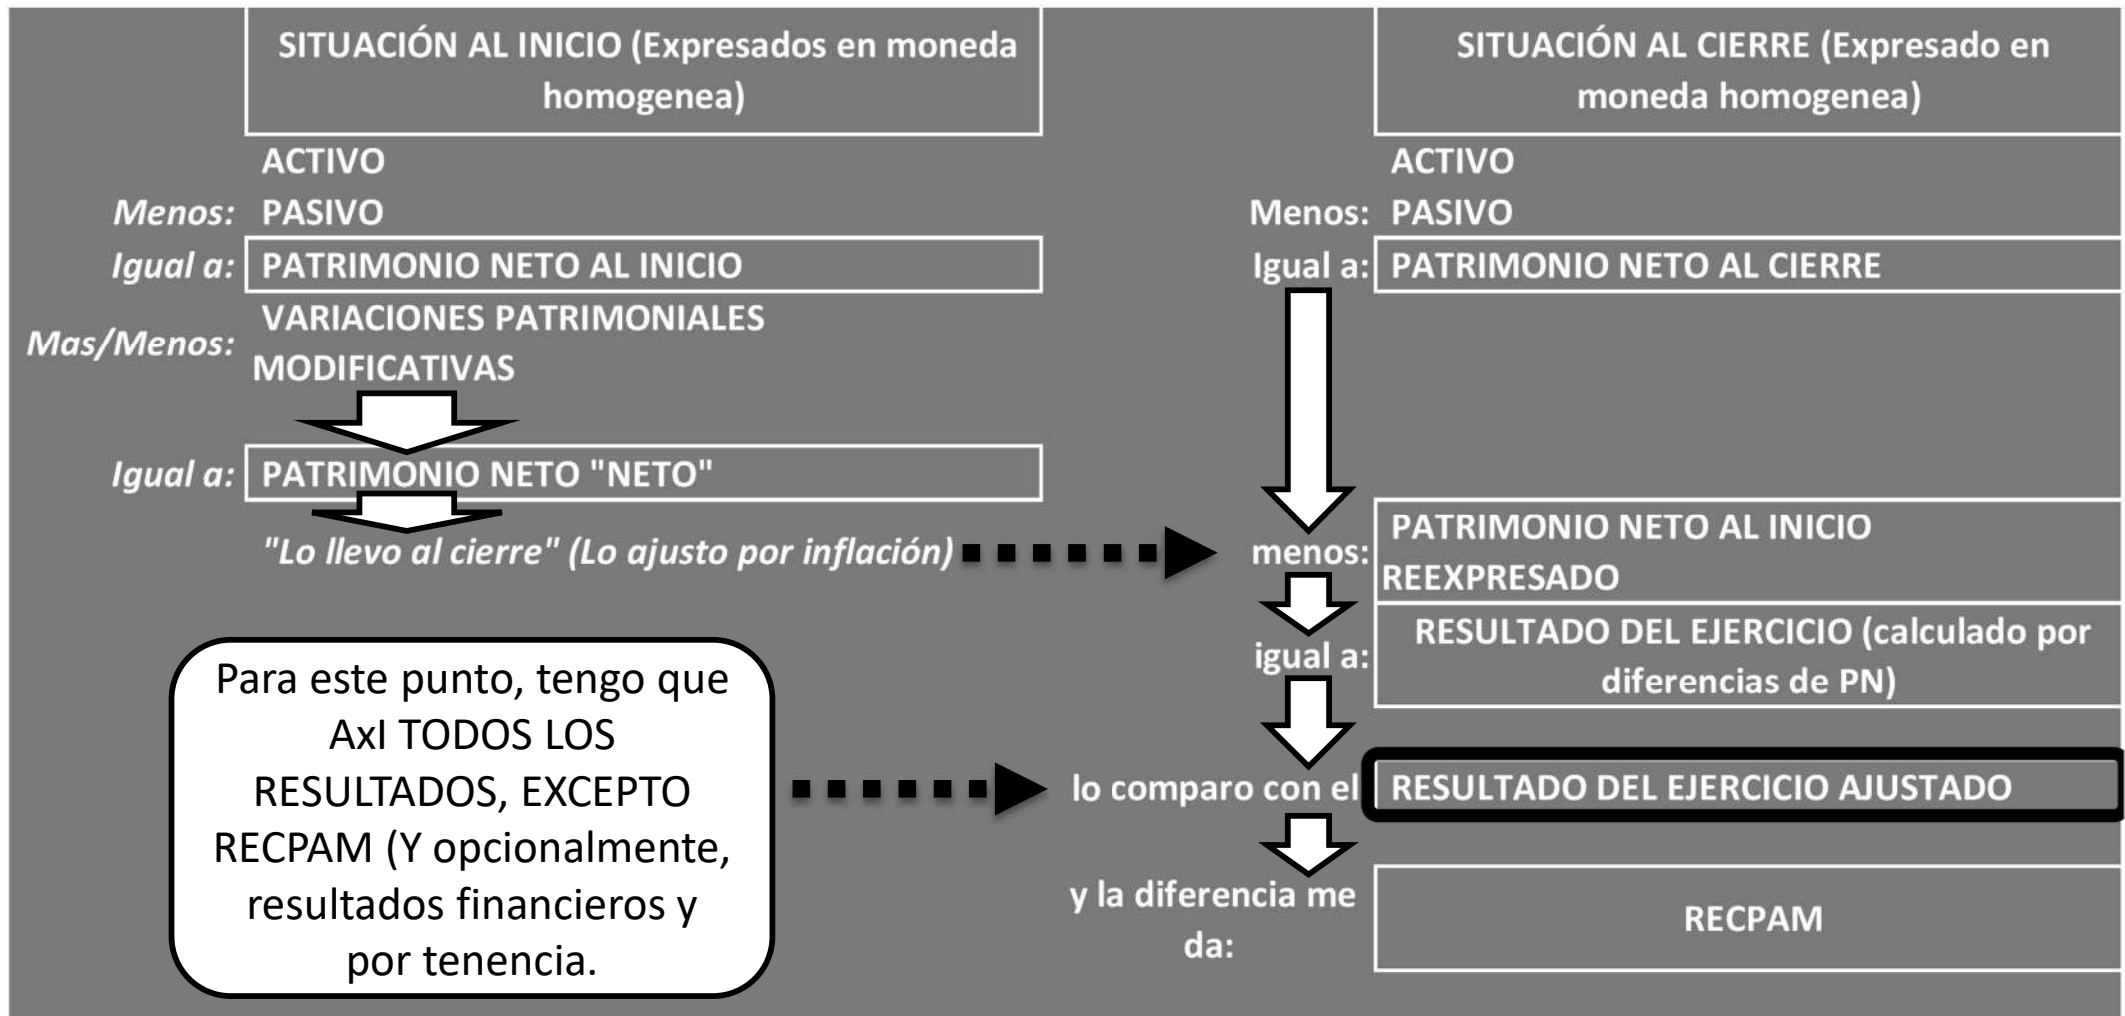 SITUACIÓN AL INICIO (Expresados en moneda
homogenea)
ACTIVO
Menos: PASIVO
Igual a: PATRIMONIO NETO AL INICIO
Mas/Menos: VARIACIONES PATRIMONIALES
MODIFICATIVAS
Igual a: PATRIMONIO NETO "NETO"
"Lo llevo al cierre" (Lo ajusto por inflación)
Para este punto, tengo que
AxI TODOS LOS
RESULTADOS, EXCEPTO
RECPAM (Y opcionalmente,
resultados financieros y
por tenencia.
SITUACIÓN AL CIERRE (Expresado en
moneda homogenea)
ACTIVO
Menos: PASIVO
Igual a: PATRIMONIO NETO AL CIERRE
menos: PATRIMONIO NETO AL INICIO
REEXPRESADO
igual a: RESULTADO DEL EJERCICIO (calculado por
diferencias de PN)
lo comparo con el RESULTADO DEL EJERCICIO AJUSTADO
y la diferencia me
da:
RECPAM